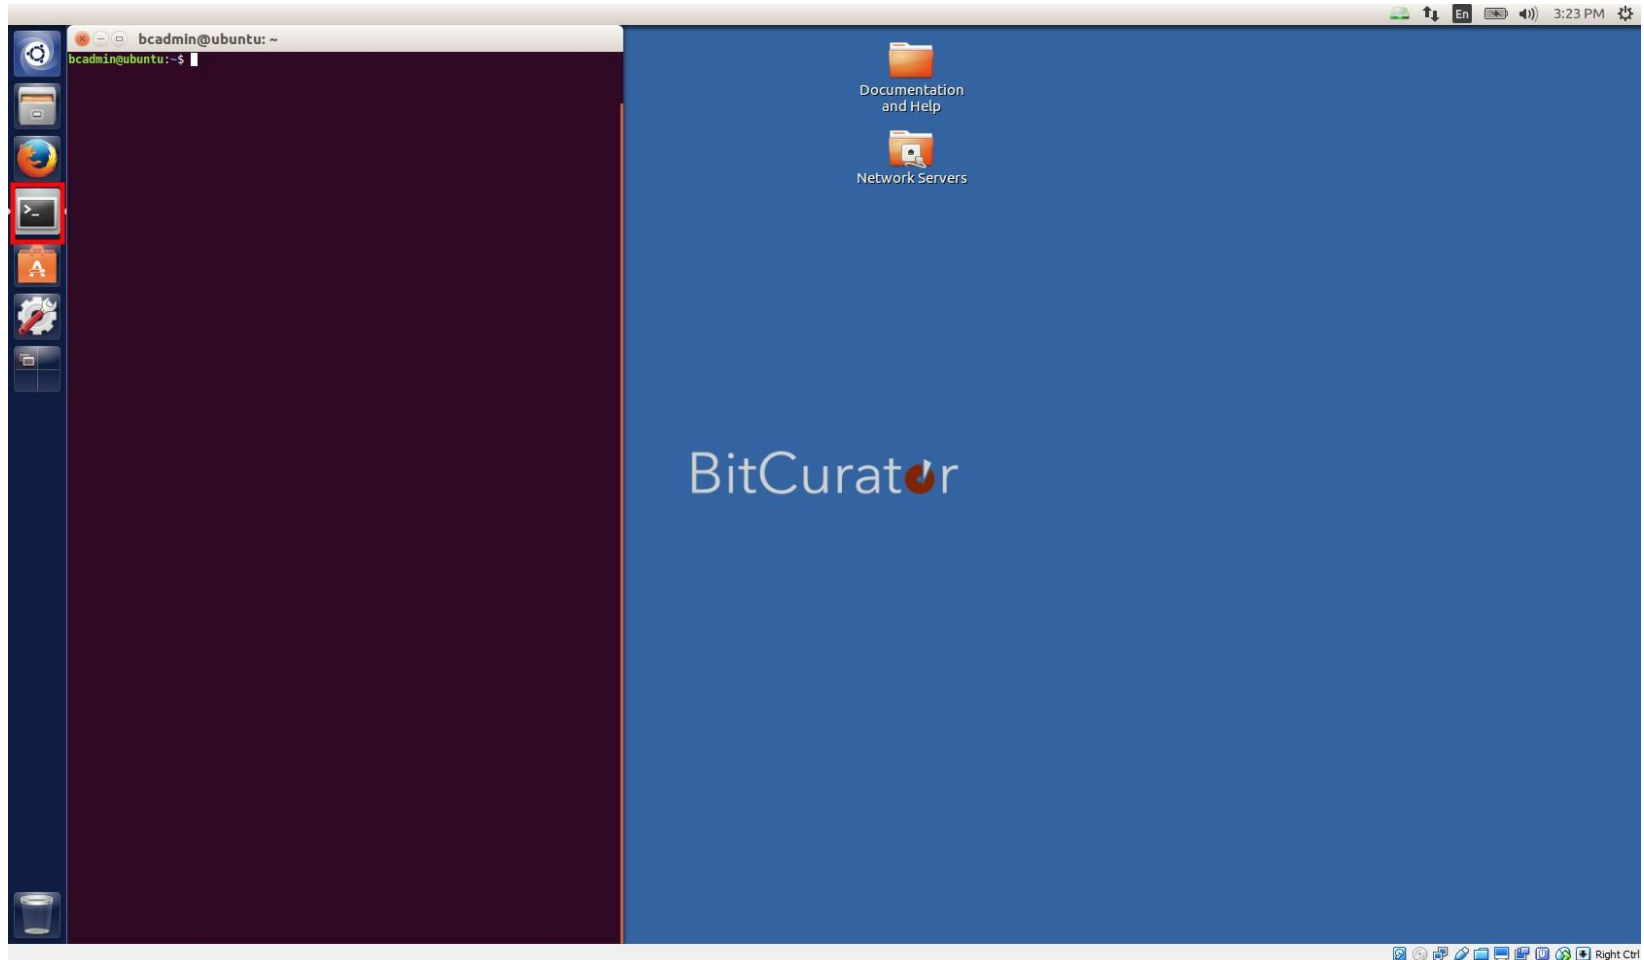 En
3:23 PM
bcadmin@ubuntu: ~
bcadmin@ubuntu:~$
Documentation
and Help
Network Servers
BitCurator
Right Ctrl